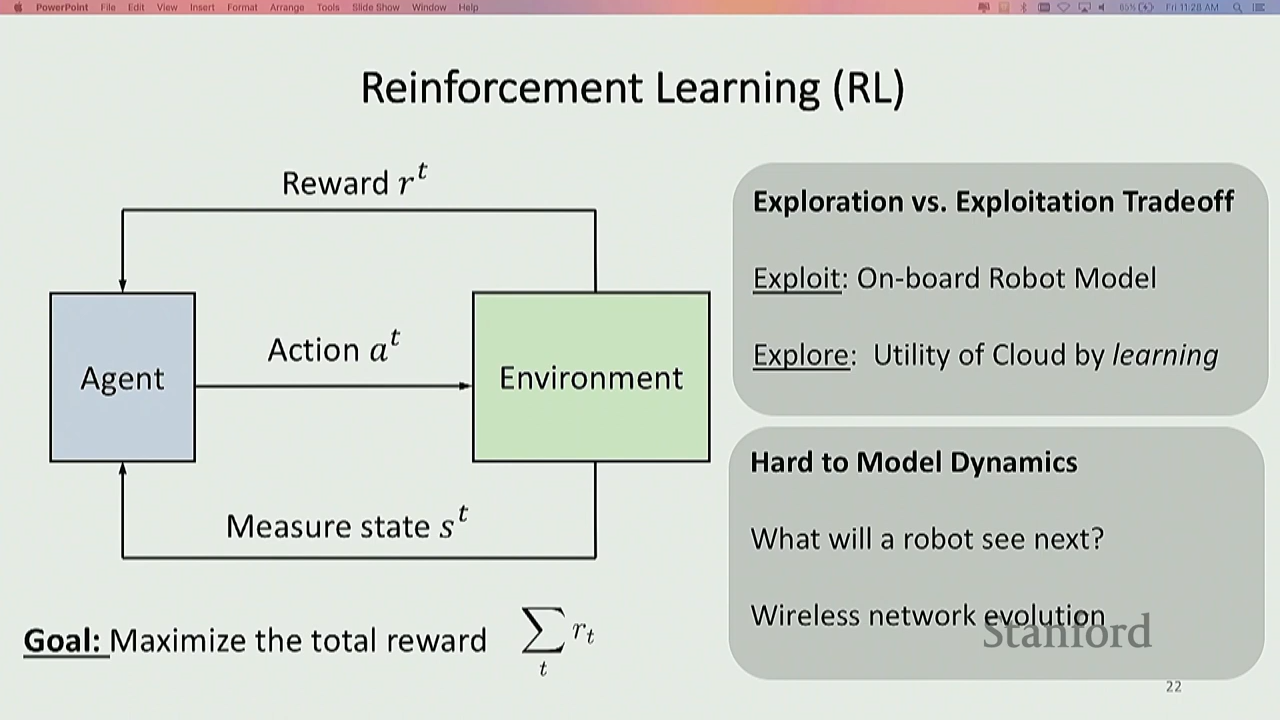 PowerPoint File Edit View Insert Format Arrange Tools Slide Show Window Help Fri 11:28 AM
Reinforcement Learning (RL)
Reward r^t
Agent
Action a^t
Environment
Measure state s^t
Goal: Maximize the total reward ∑_t r_t
Exploration vs. Exploitation Tradeoff
Exploit: On-board Robot Model
Explore: Utility of Cloud by learning
Hard to Model Dynamics
What will a robot see next?
Wireless network evolution
Stanford
22